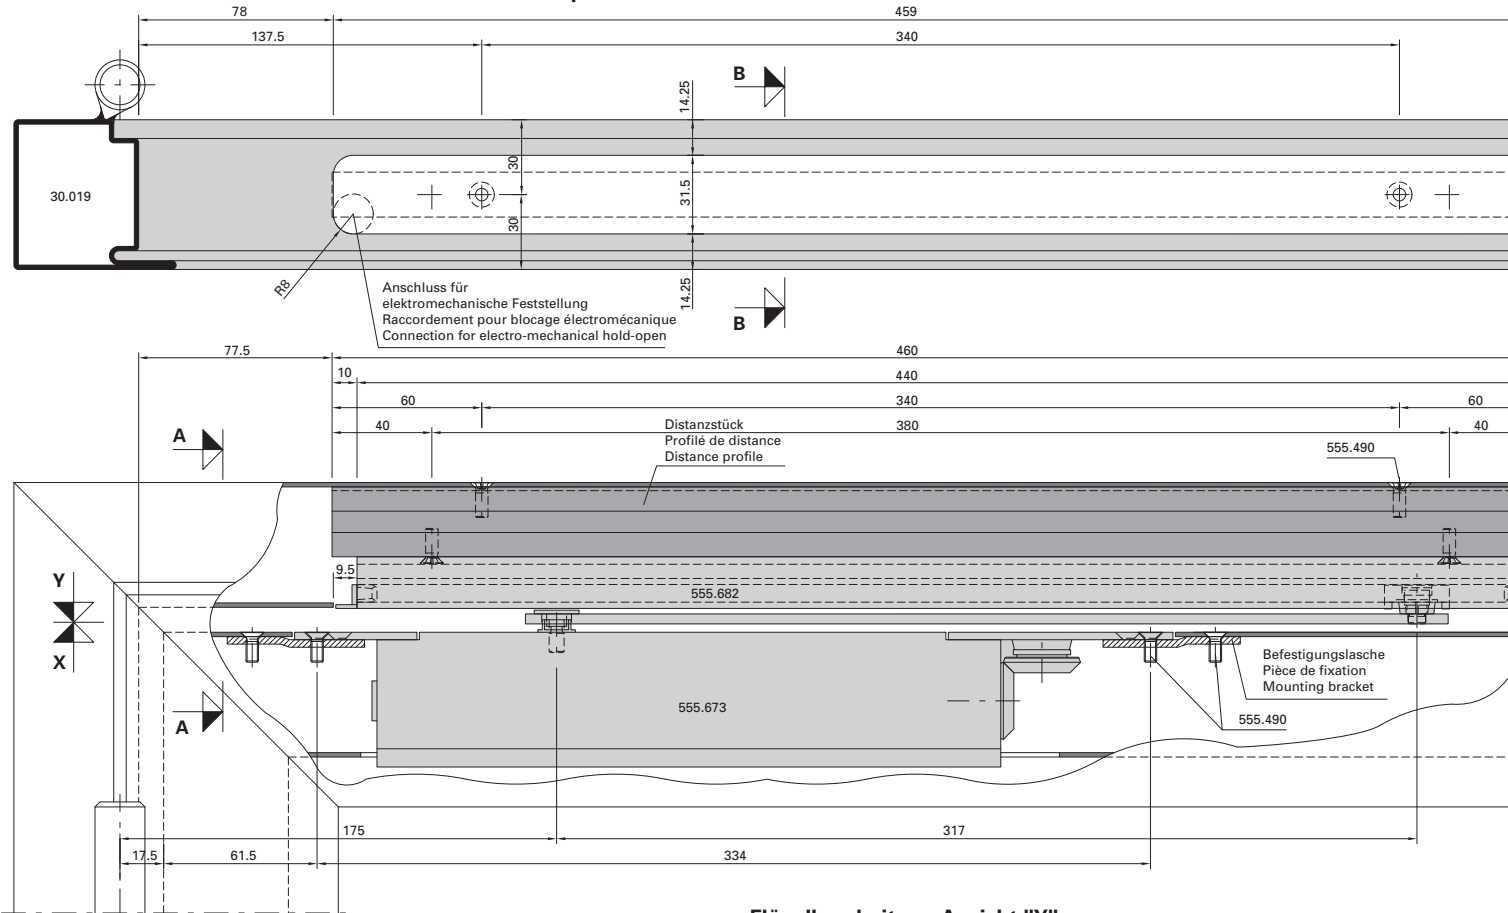 78
459
137.5
340
B
14.25
30
31.5
30.019
30
14.25
R8
Anschluss für
elektromechanische Feststellung
Raccordement pour blocage électromécanique
Connection for electro-mechanical hold-open
B
77.5
460
10
440
60
340
60
40
380
40
A
Distanzstück
Profilé de distance
Distance profile
555.490
9.5
Y
555.682
X
Befestigungslasche
Pièce de fixation
Mounting bracket
A
555.673
555.490
175
317
17.5
61.5
334